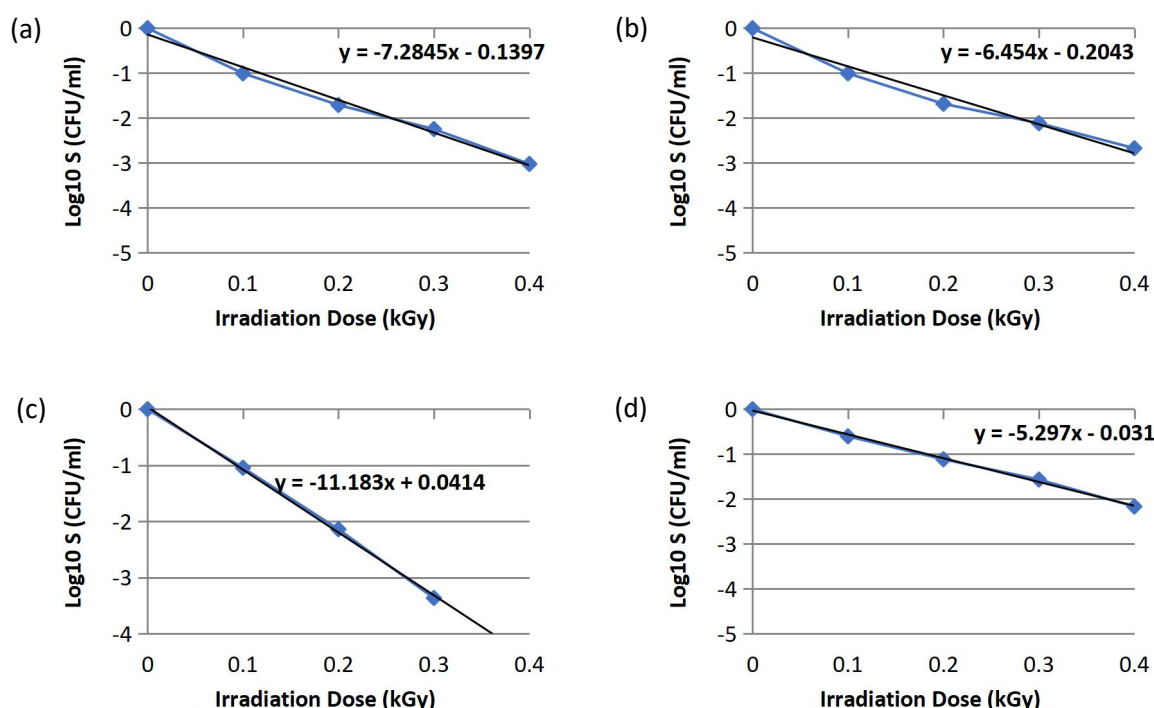 (a)
0
-1
-2
-3
-4
-5
y = -7.2845x - 0.1397
Log10 S (CFU/ml)
0 0.1 0.2 0.3 0.4
Irradiation Dose (kGy)
(b)
0
-1
-2
-3
-4
-5
y = -6.454x - 0.2043
Log10 S (CFU/ml)
0 0.1 0.2 0.3 0.4
Irradiation Dose (kGy)
(c)
0
-1
-2
-3
-4
y = -11.183x + 0.0414
Log10 S (CFU/ml)
0 0.1 0.2 0.3 0.4
Irradiation Dose (kGy)
(d)
0
-1
-2
-3
-4
-5
y = -5.297x - 0.031
Log10 S (CFU/ml)
0 0.1 0.2 0.3 0.4
Irradiation Dose (kGy)